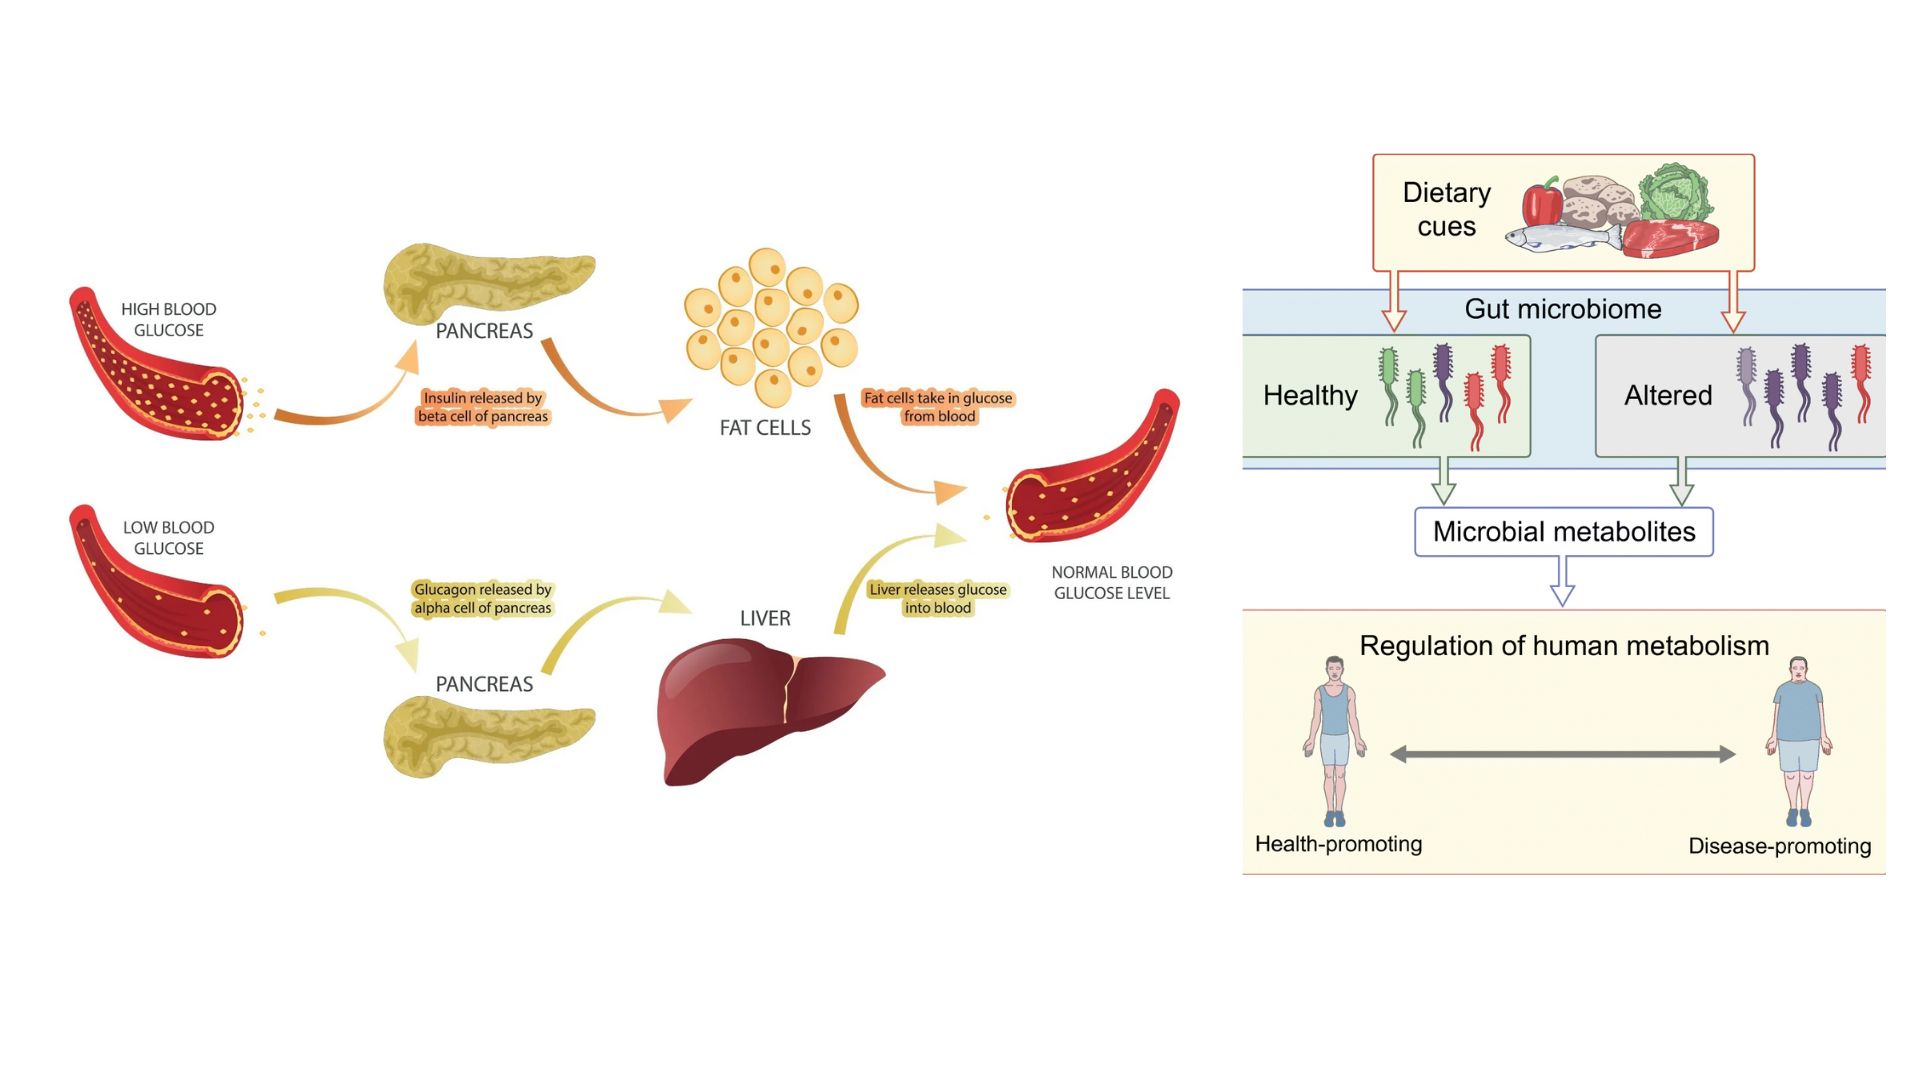 HIGH BLOOD
GLUCOSE
PANCREAS
Insulin released by
beta cell of pancreas
FAT CELLS
Fat cells take in glucose
from blood
LOW BLOOD
GLUCOSE
Glucagon released by
alpha cell of pancreas
PANCREAS
LIVER
Liver releases glucose
into blood
NORMAL BLOOD
GLUCOSE LEVEL
Dietary
cues
Gut microbiome
Healthy
Altered
Microbial metabolites
Regulation of human metabolism
Health-promoting
Disease-promoting